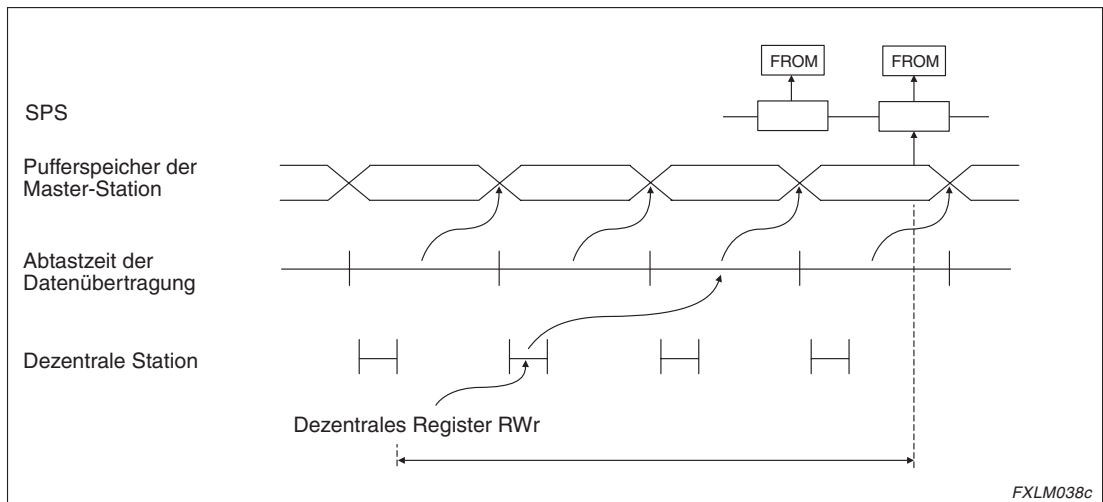 FROM FROM
SPS
Pufferspeicher der
Master-Station
Abtastzeit der
Datenübertragung
Dezentrale Station
Dezentrales Register RWr
FXLM038c